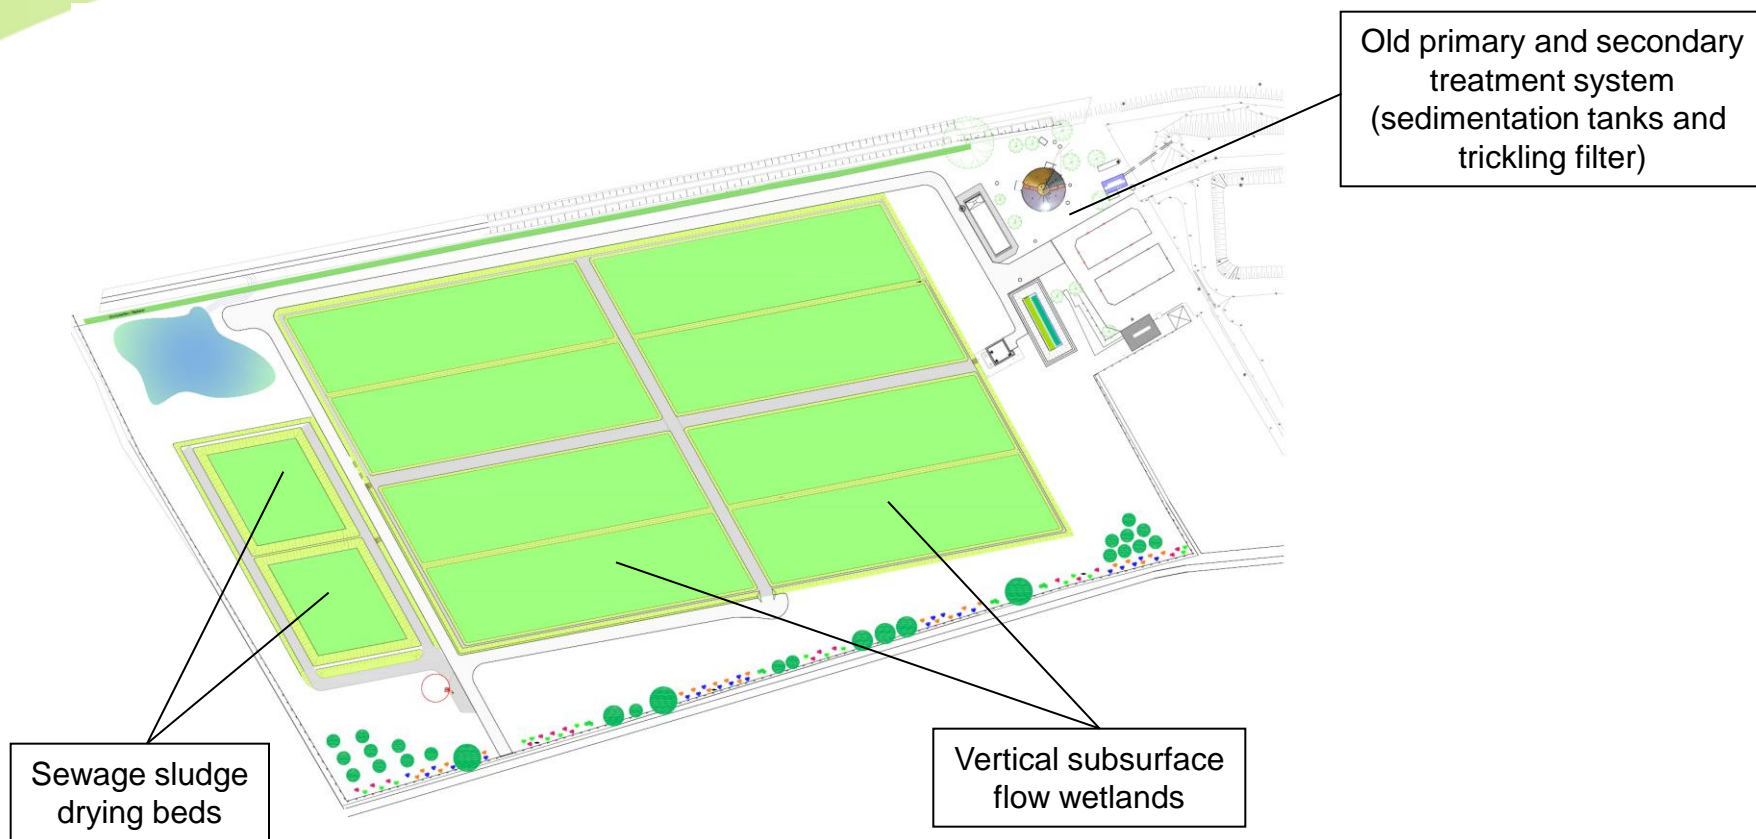 Old primary and secondary
treatment system
(sedimentation tanks and
trickling filter)
Sewage sludge
drying beds
Vertical subsurface
flow wetlands